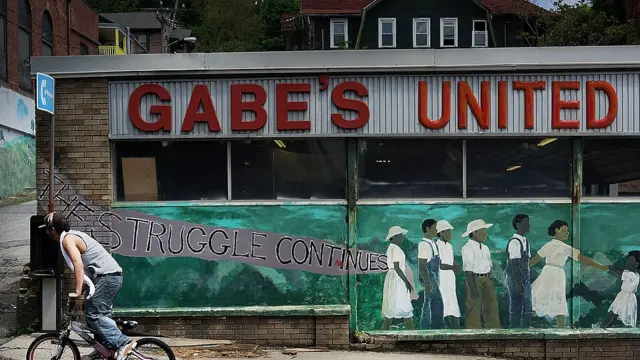 GABE'S UNITED
THE STRUGGLE CONTINUES